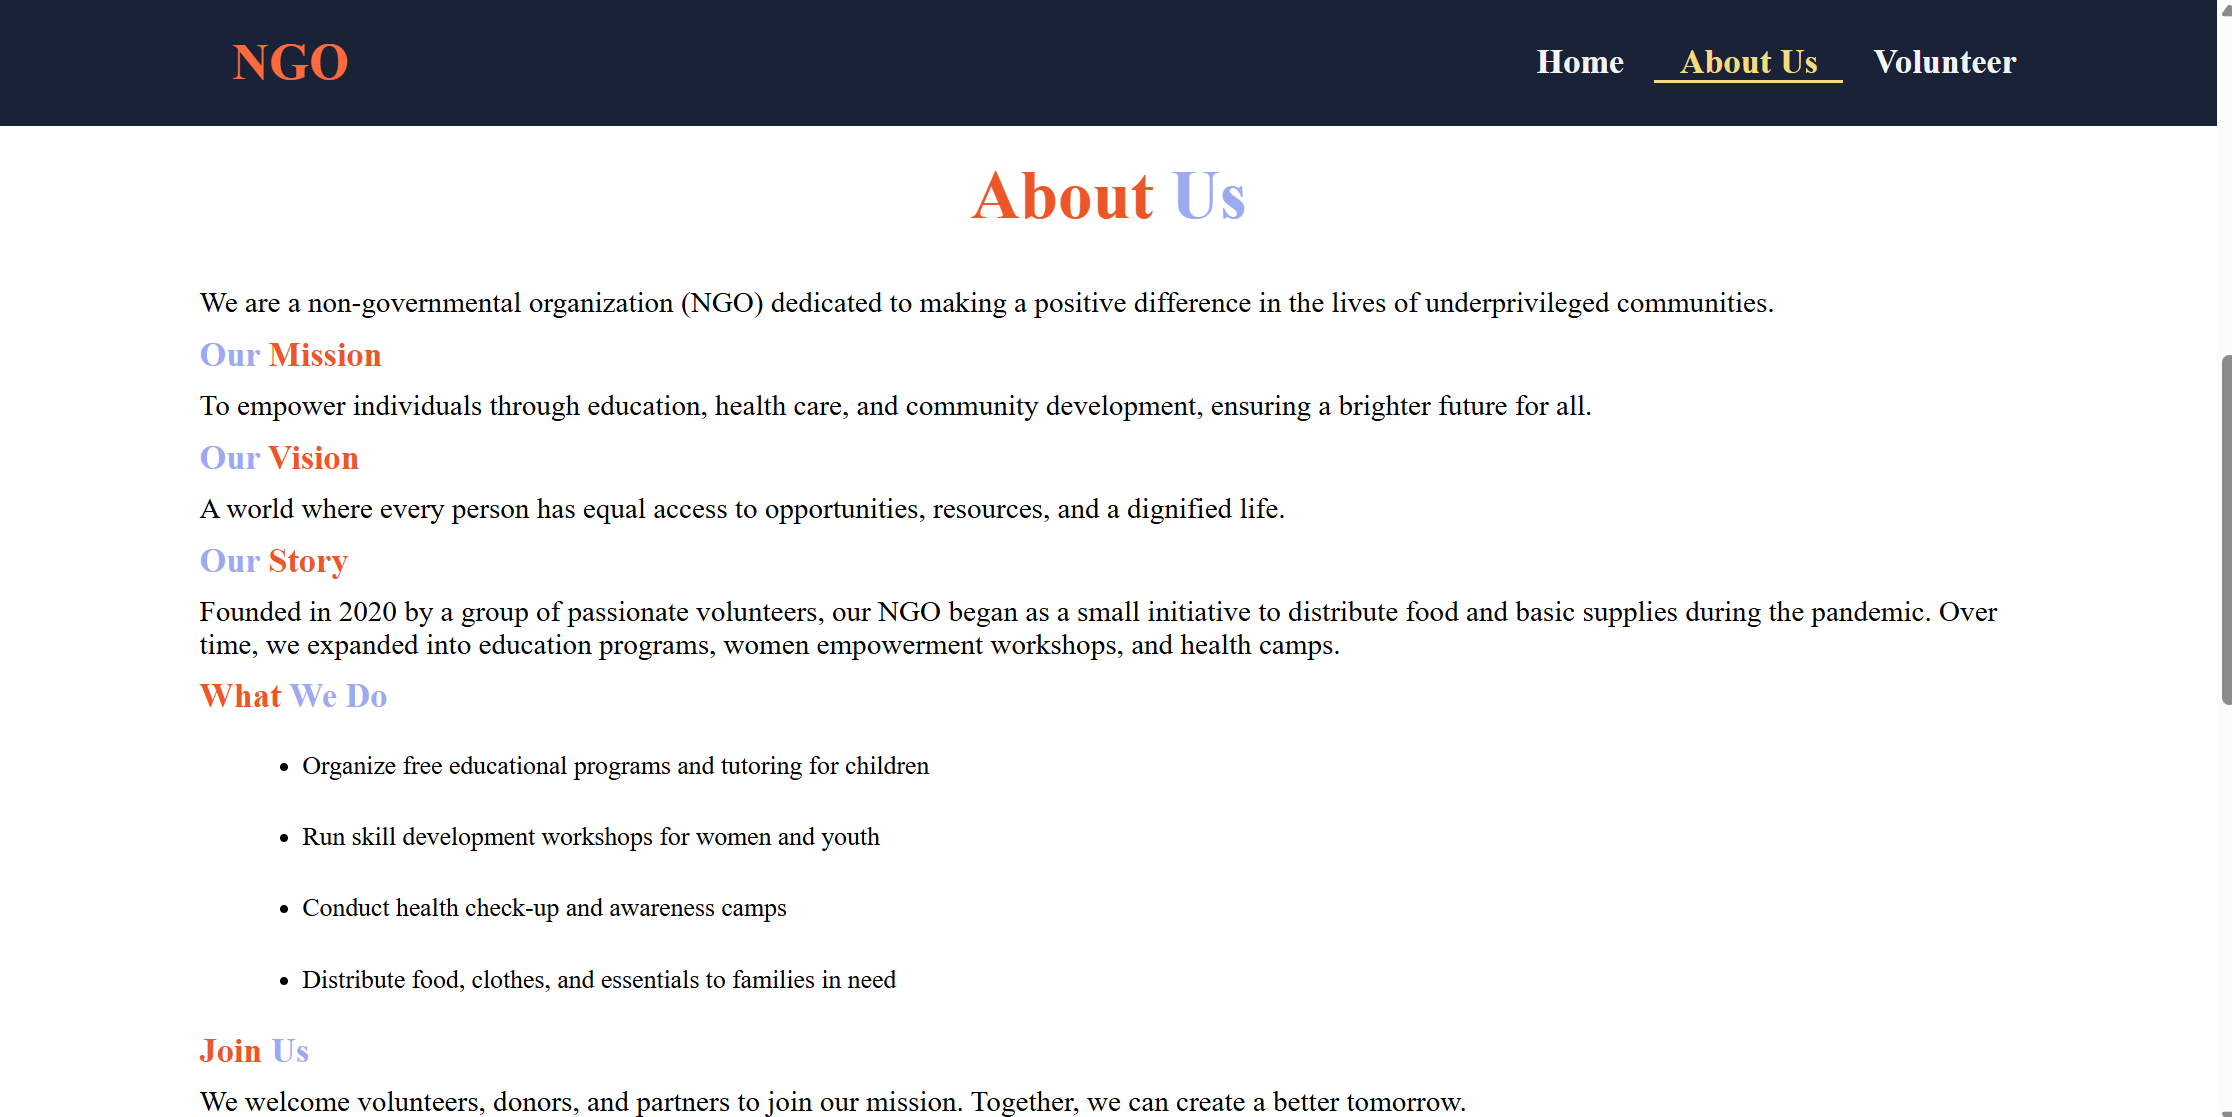 NGO
Home About Us Volunteer
About Us
We are a non-governmental organization (NGO) dedicated to making a positive difference in the lives of underprivileged communities.
Our Mission
To empower individuals through education, health care, and community development, ensuring a brighter future for all.
Our Vision
A world where every person has equal access to opportunities, resources, and a dignified life.
Our Story
Founded in 2020 by a group of passionate volunteers, our NGO began as a small initiative to distribute food and basic supplies during the pandemic. Over
time, we expanded into education programs, women empowerment workshops, and health camps.
What We Do
• Organize free educational programs and tutoring for children
• Run skill development workshops for women and youth
• Conduct health check-up and awareness camps
• Distribute food, clothes, and essentials to families in need
Join Us
We welcome volunteers, donors, and partners to join our mission. Together, we can create a better tomorrow.